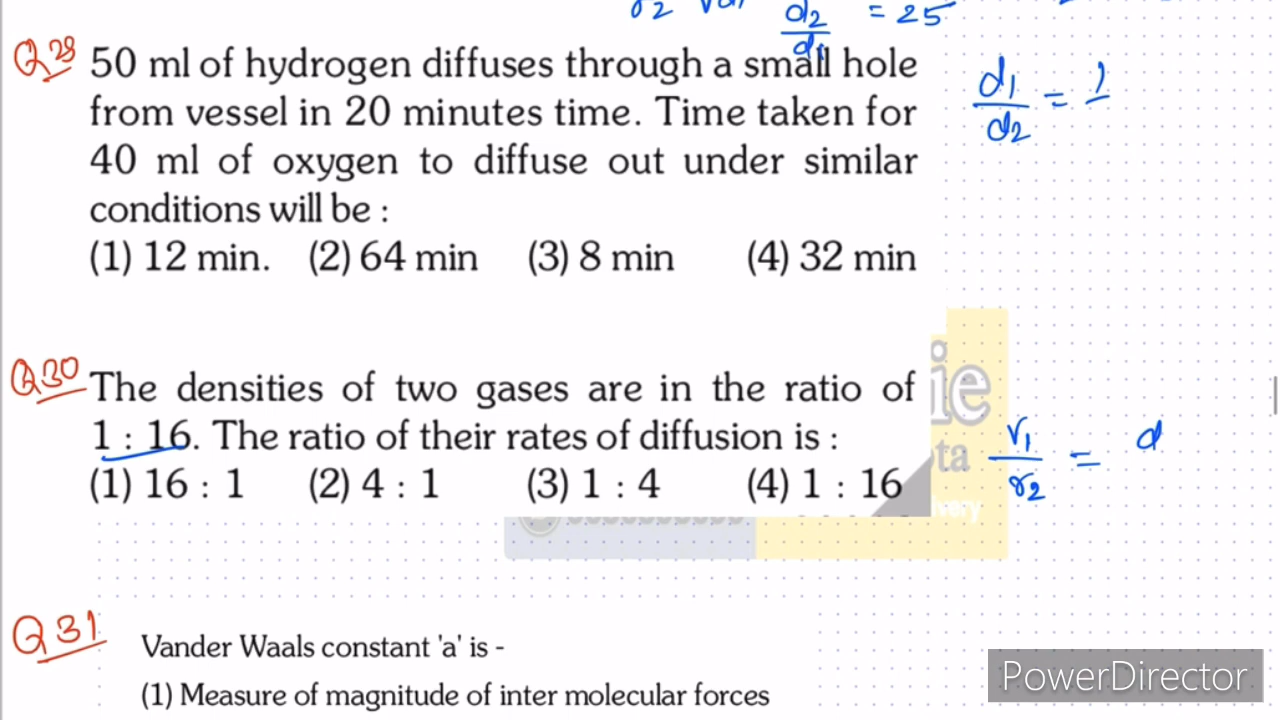 d2 = 25
d1
Q 29 50 ml of hydrogen diffuses through a small hole
from vessel in 20 minutes time. Time taken for
40 ml of oxygen to diffuse out under similar
conditions will be :
(1) 12 min. (2) 64 min (3) 8 min (4) 32 min
d1 = 1
d2
Q30 The densities of two gases are in the ratio of
1 : 16. The ratio of their rates of diffusion is :
(1) 16 : 1 (2) 4 : 1 (3) 1 : 4 (4) 1 : 16
r1 = d
r2
ie
ta
very
Q31
Vander Waals constant 'a' is -
(1) Measure of magnitude of inter molecular forces
PowerDirector